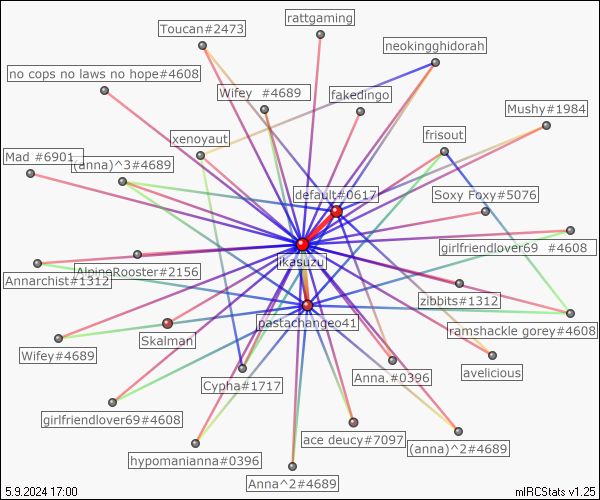 rattgaming
Toucan#2473
neokingghidorah
no cops no laws no hope#4608
Wifey  #4689
fakedingo
Mushy#1984
xenoyaut
frisout
Mad #6901
(anna)^3#4689
default#0617
Soxy Foxy#5076
girlfriendlover69  #4608
ikasuzu
AlpineRooster#2156
Annarchist#1312
zibbits#1312
pastachangeo41
ramshackle gorey#4608
Skalman
Wifey#4689
avelicious
Anna.#0396
Cypha#1717
girlfriendlover69#4608
ace deucy#7097
(anna)^2#4689
hypomanianna#0396
Anna^2#4689
5.9.2024 17:00
mIRCStats v1.25